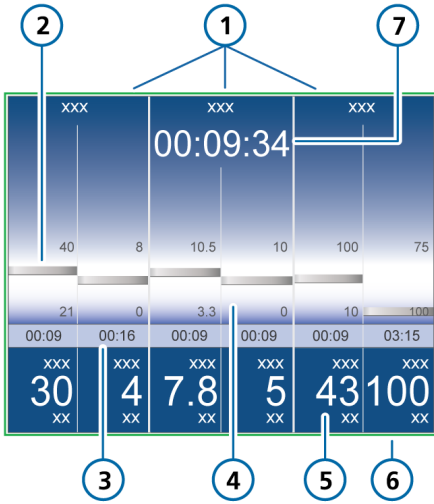 2 1 7
xxx xxx xxx
00:09:34
40 8 10.5 10 100 75
21 0 3.3 0 10 100
00:09 00:16 00:09 00:09 00:09 03:15
xxx xxx xxx xxx xxx xxx
30 4 7.8 5 43 100
xx xx xx xx xx xx
3 4 5 6